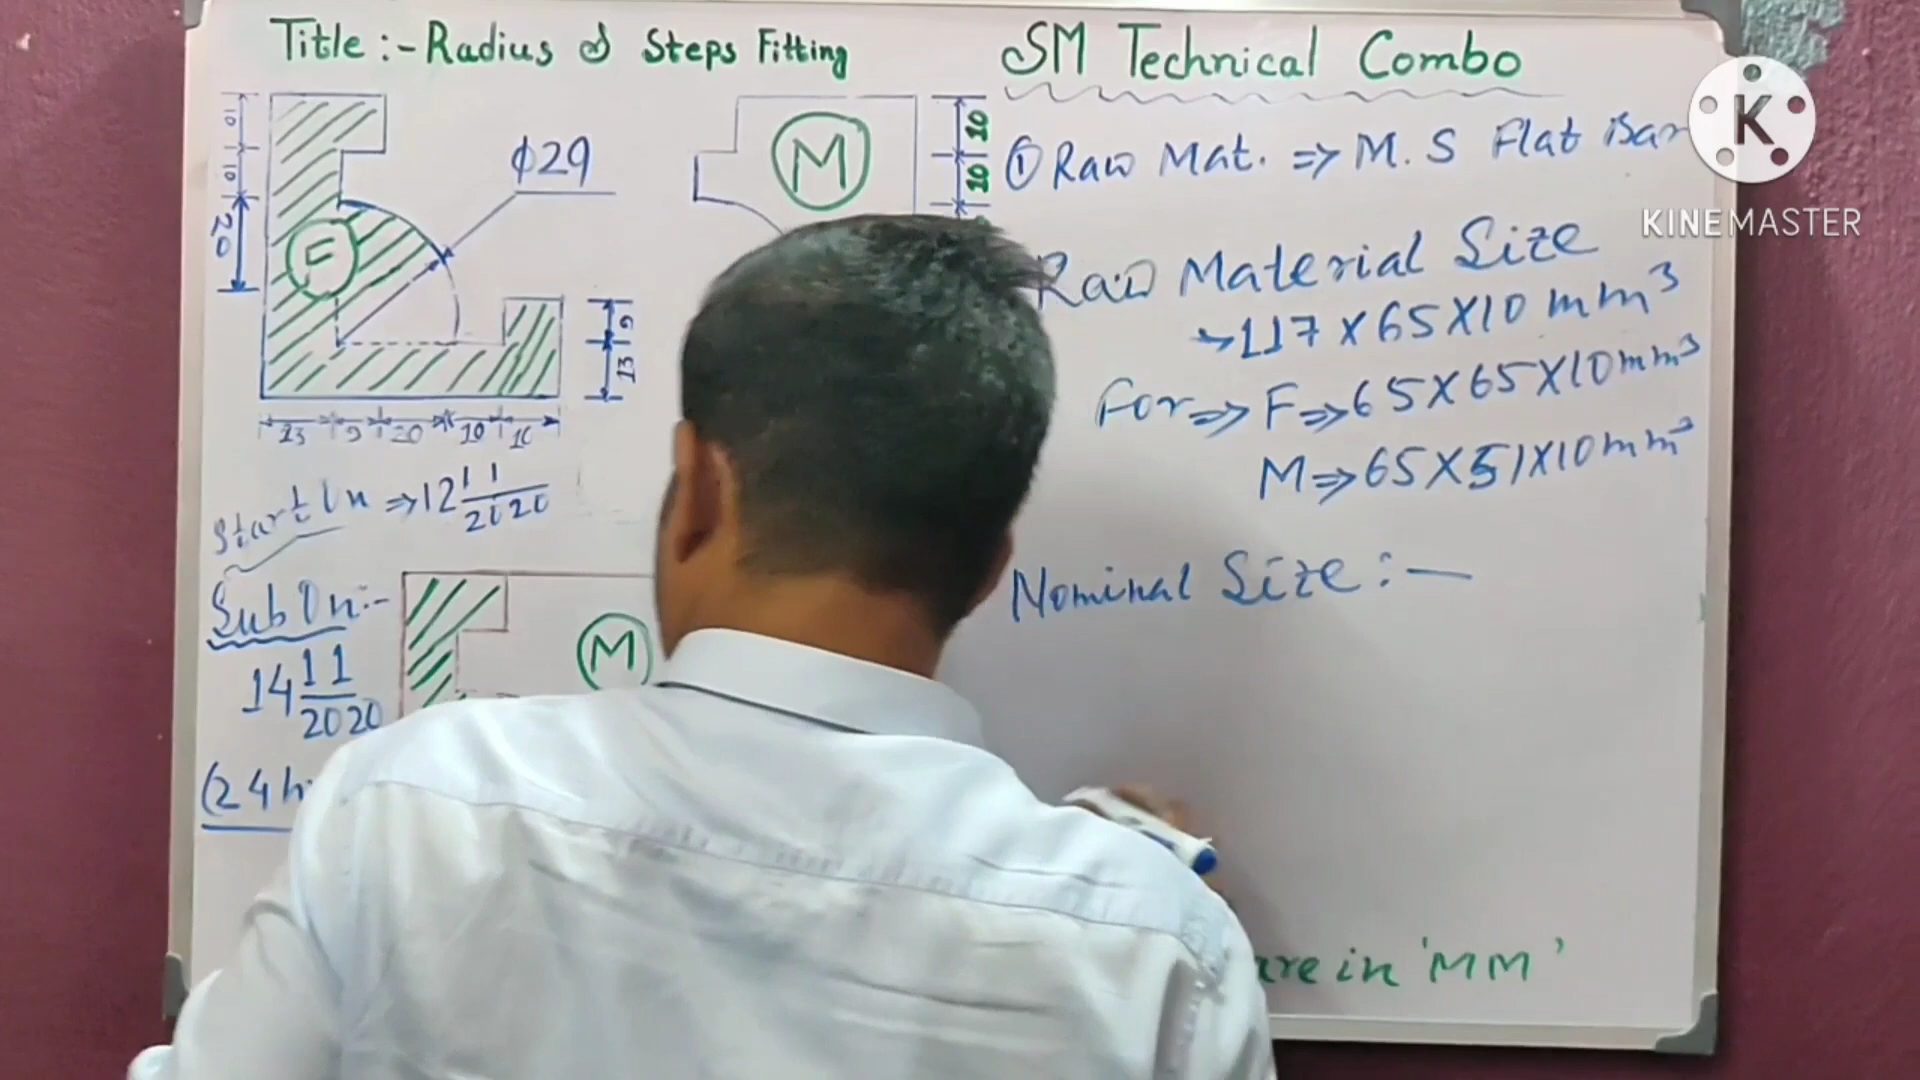 Title :- Radius & Steps Fitting
10
10
20
F
ϕ29
9
13
23 9 20 10 10
M
10
10
Start On ⇒ 12 11/2020
Sub On :-
14 11/2020
(24 h
M
SM Technical Combo
① Raw Mat. ⇒ M.S Flat Bar
Raw Material Size
→ 117 X 65 X 10 mm³
For ⇒ F ⇒ 65 X 65 X 10 mm³
M ⇒ 65 X 51 X 10 mm³
Nominal Size :—
are in 'MM'
K
KINEMASTER